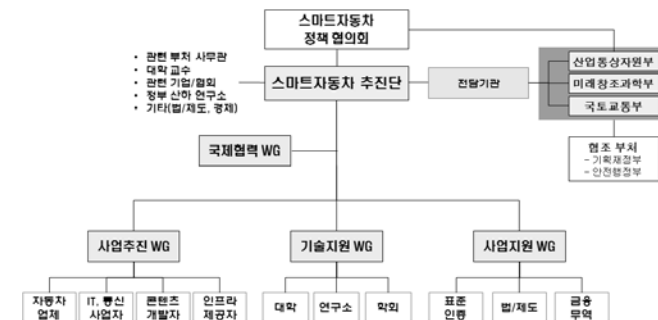 스마트자동차
정책 협의회
• 관련 부처 사무관
• 대학 교수
• 관련 기업/협회
• 정부 산하 연구소
• 기타(법/제도, 경제)
스마트자동차 추진단
전담기관
산업통상자원부
미래창조과학부
국토교통부
협조 부처
- 기획재정부
- 안전행정부
국제협력 WG
사업추진 WG
기술지원 WG
사업지원 WG
자동차
업체
IT, 통신
사업자
콘텐츠
개발자
인프라
제공자
대학
연구소
학회
표준
인증
법/제도
금융
무역